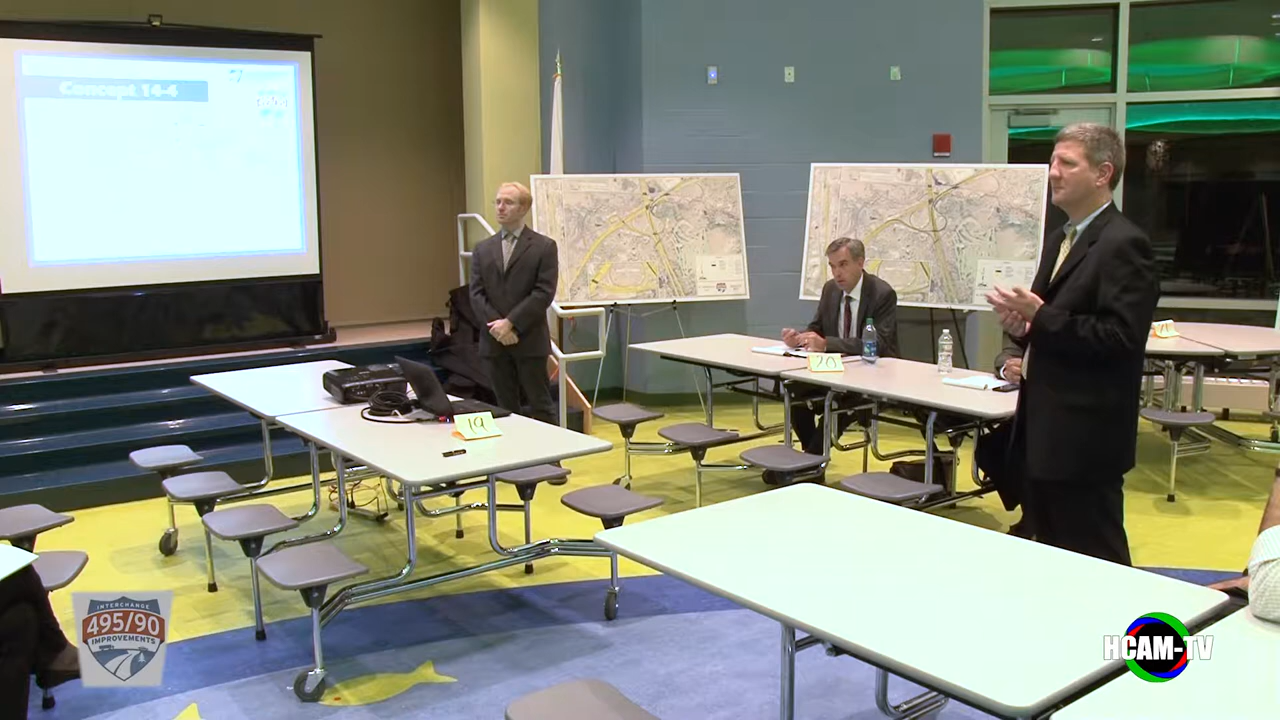 Concept 14-4
19
20
INTERCHANGE
495/90
IMPROVEMENTS
HCAM-TV